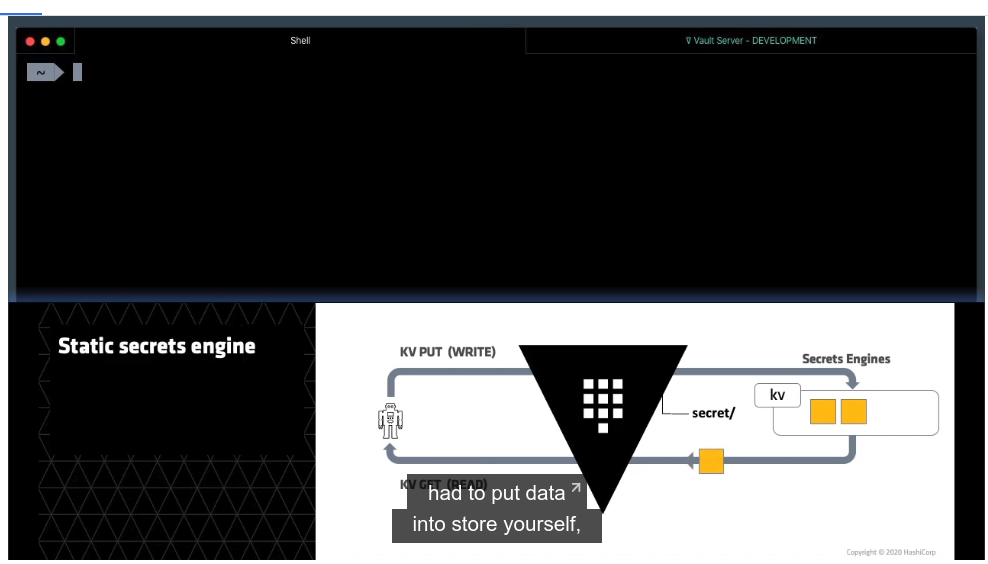 Shell
Vault Server - DEVELOPMENT
~
Static secrets engine
KV PUT (WRITE)
Secrets Engines
kv
secret/
KV GET (READ)
had to put data
into store yourself,
Copyright © 2020 HashiCorp